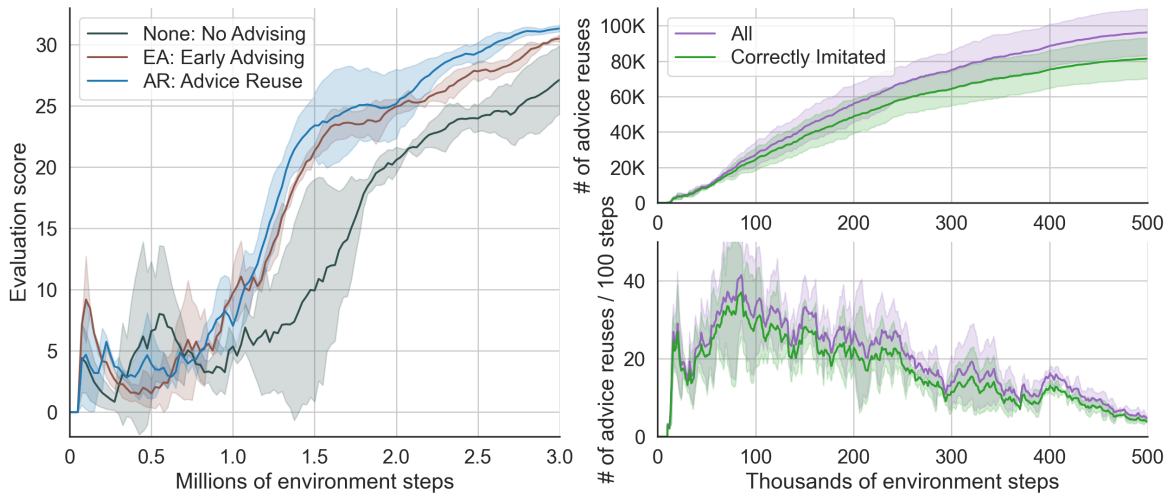 None: No Advising
EA: Early Advising
AR: Advice Reuse
Evaluation score
30
25
20
15
10
5
0
0 0.5 1.0 1.5 2.0 2.5 3.0
Millions of environment steps
All
Correctly Imitated
# of advice reuses
100K
80K
60K
40K
20K
0
0 100 200 300 400 500
# of advice reuses / 100 steps
40
20
0
0 100 200 300 400 500
Thousands of environment steps